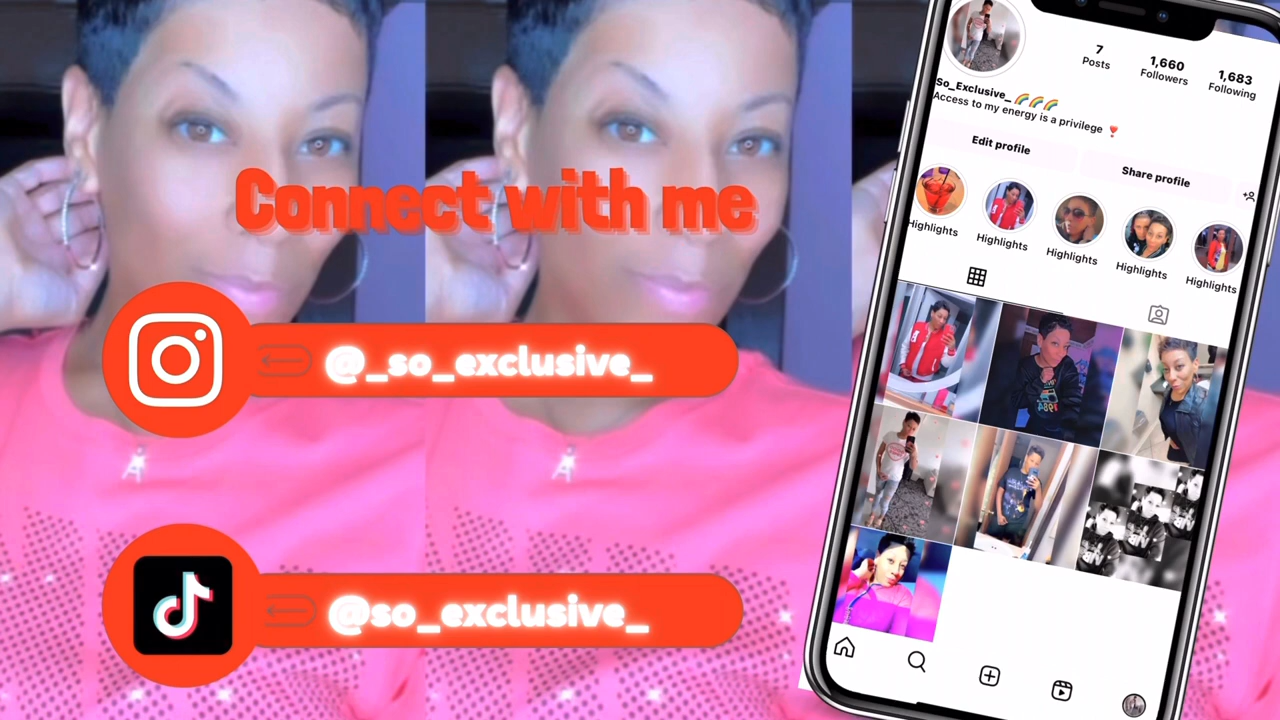 Connect with me
@_so_exclusive_
@so_exclusive_
7
Posts
1,660
Followers
1,683
Following
So_Exclusive_ 🌈🌈🌈
Access to my energy is a privilege ❣️
Edit profile
Share profile
Highlights
Highlights
Highlights
Highlights
Highlights
A
A